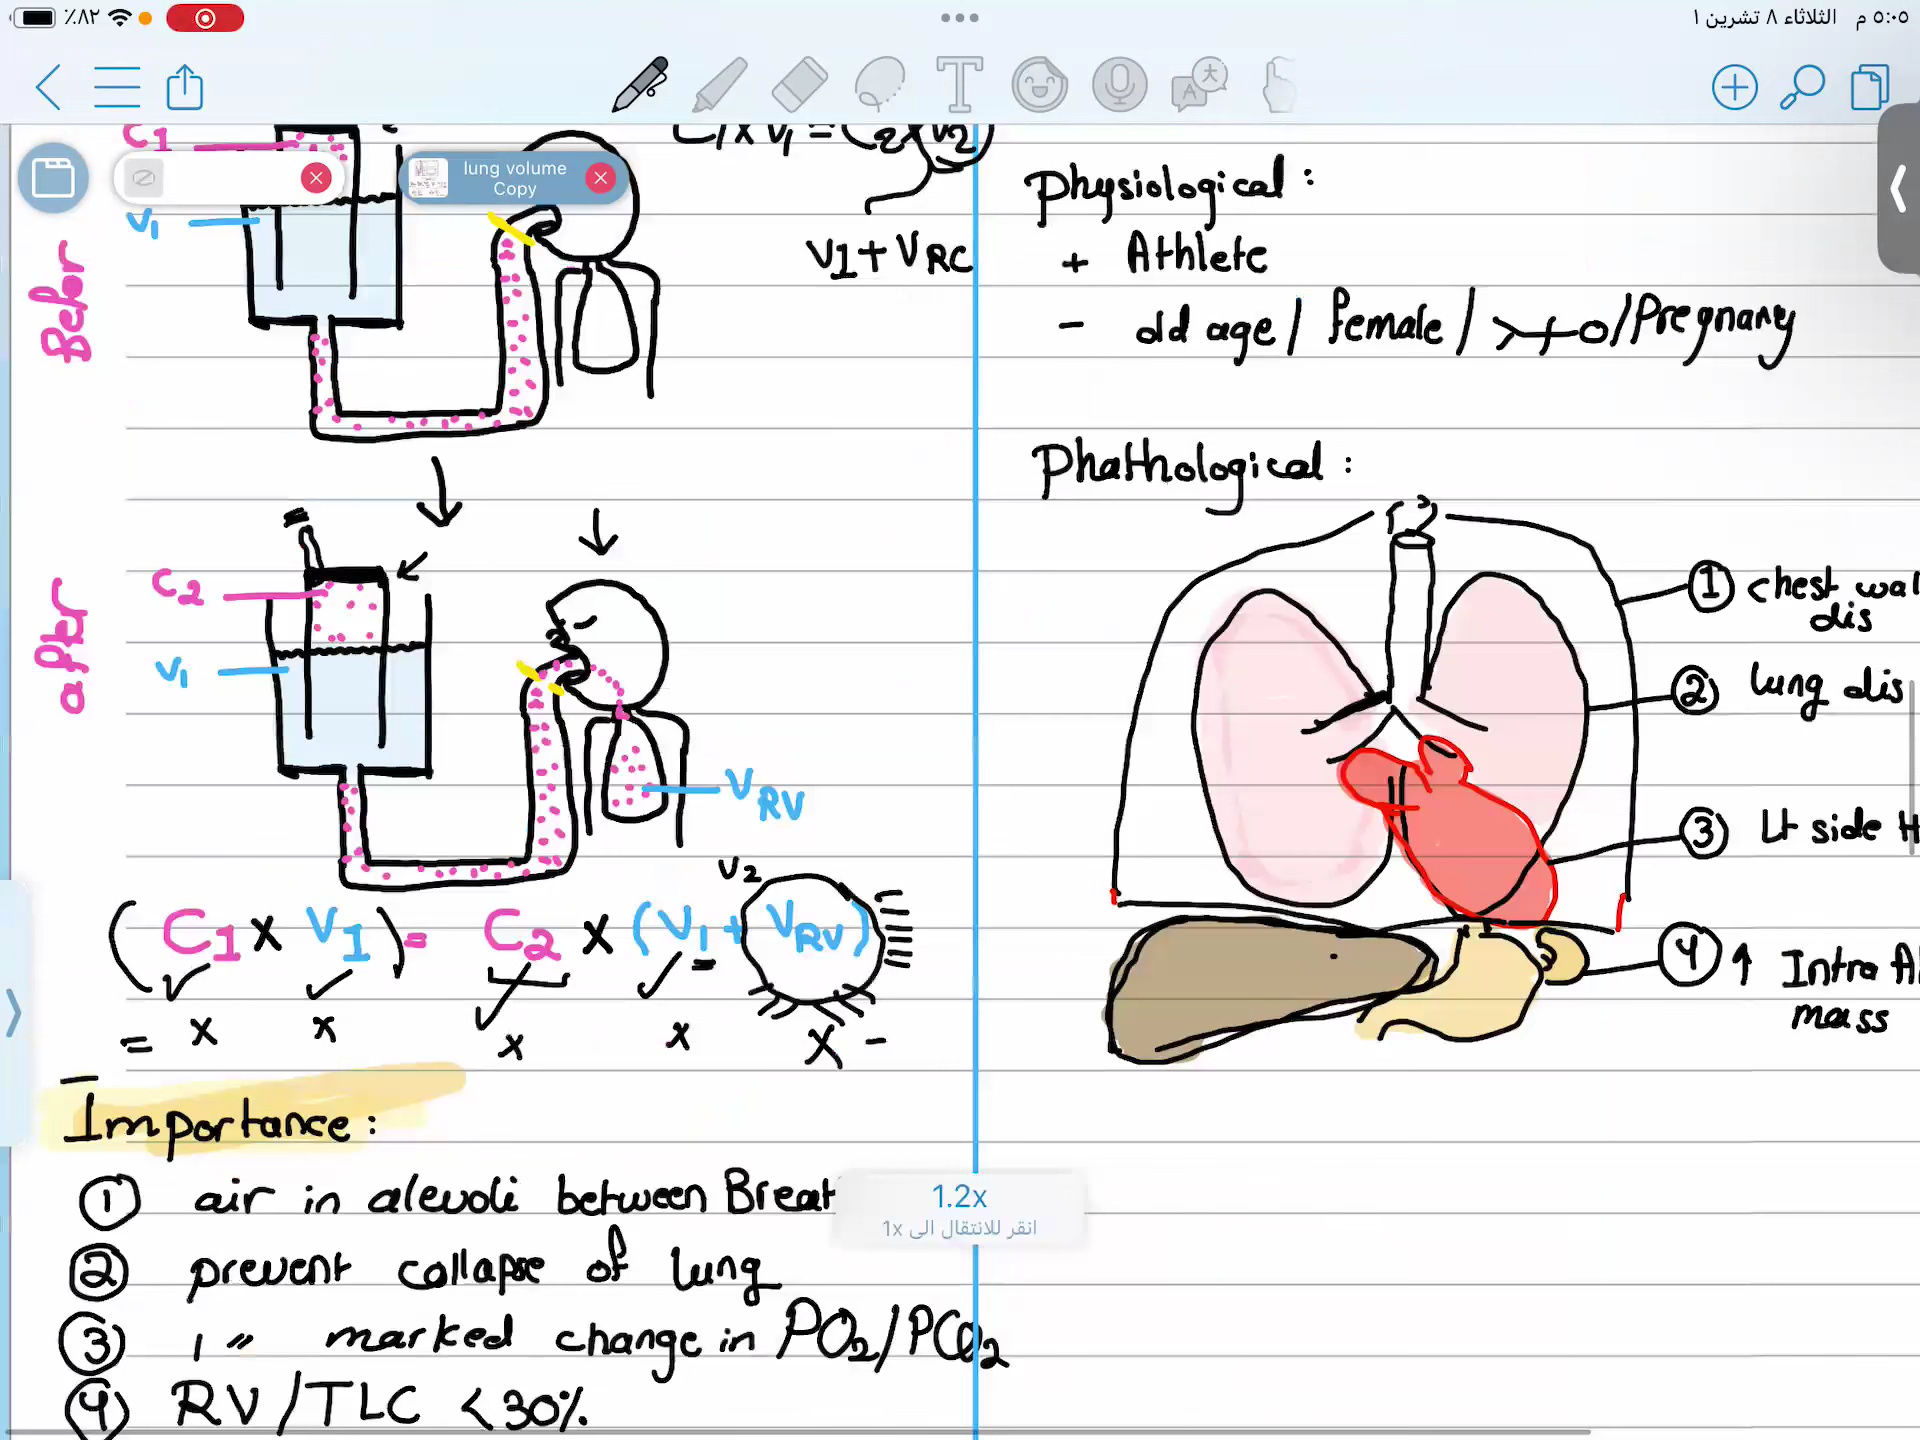 ٪٨٢
الثلاثاء ٨ تشرين ١ ٥:٠٥ م
lung volume
Copy
C1
V1
Befor
C1 x V1 = C2 x V2
V1 + VRC
after
C2
V1
VRV
V2
(C1 x V1) = C2 x (V1 + VRV)
= x x x x X -
Importance:
① air in alevoli between Breat
② prevent collapse of lung
③ 1 " marked change in PO2/PCO2
④ RV/TLC <30%
1.2x
انقر للانتقال الى 1x
Physiological:
+ Athlete
- old age / Female / Pregnany
Phathological:
① chest wal
dis
② lung dis
③ Lt side H
④ ↑ Intra A
mass